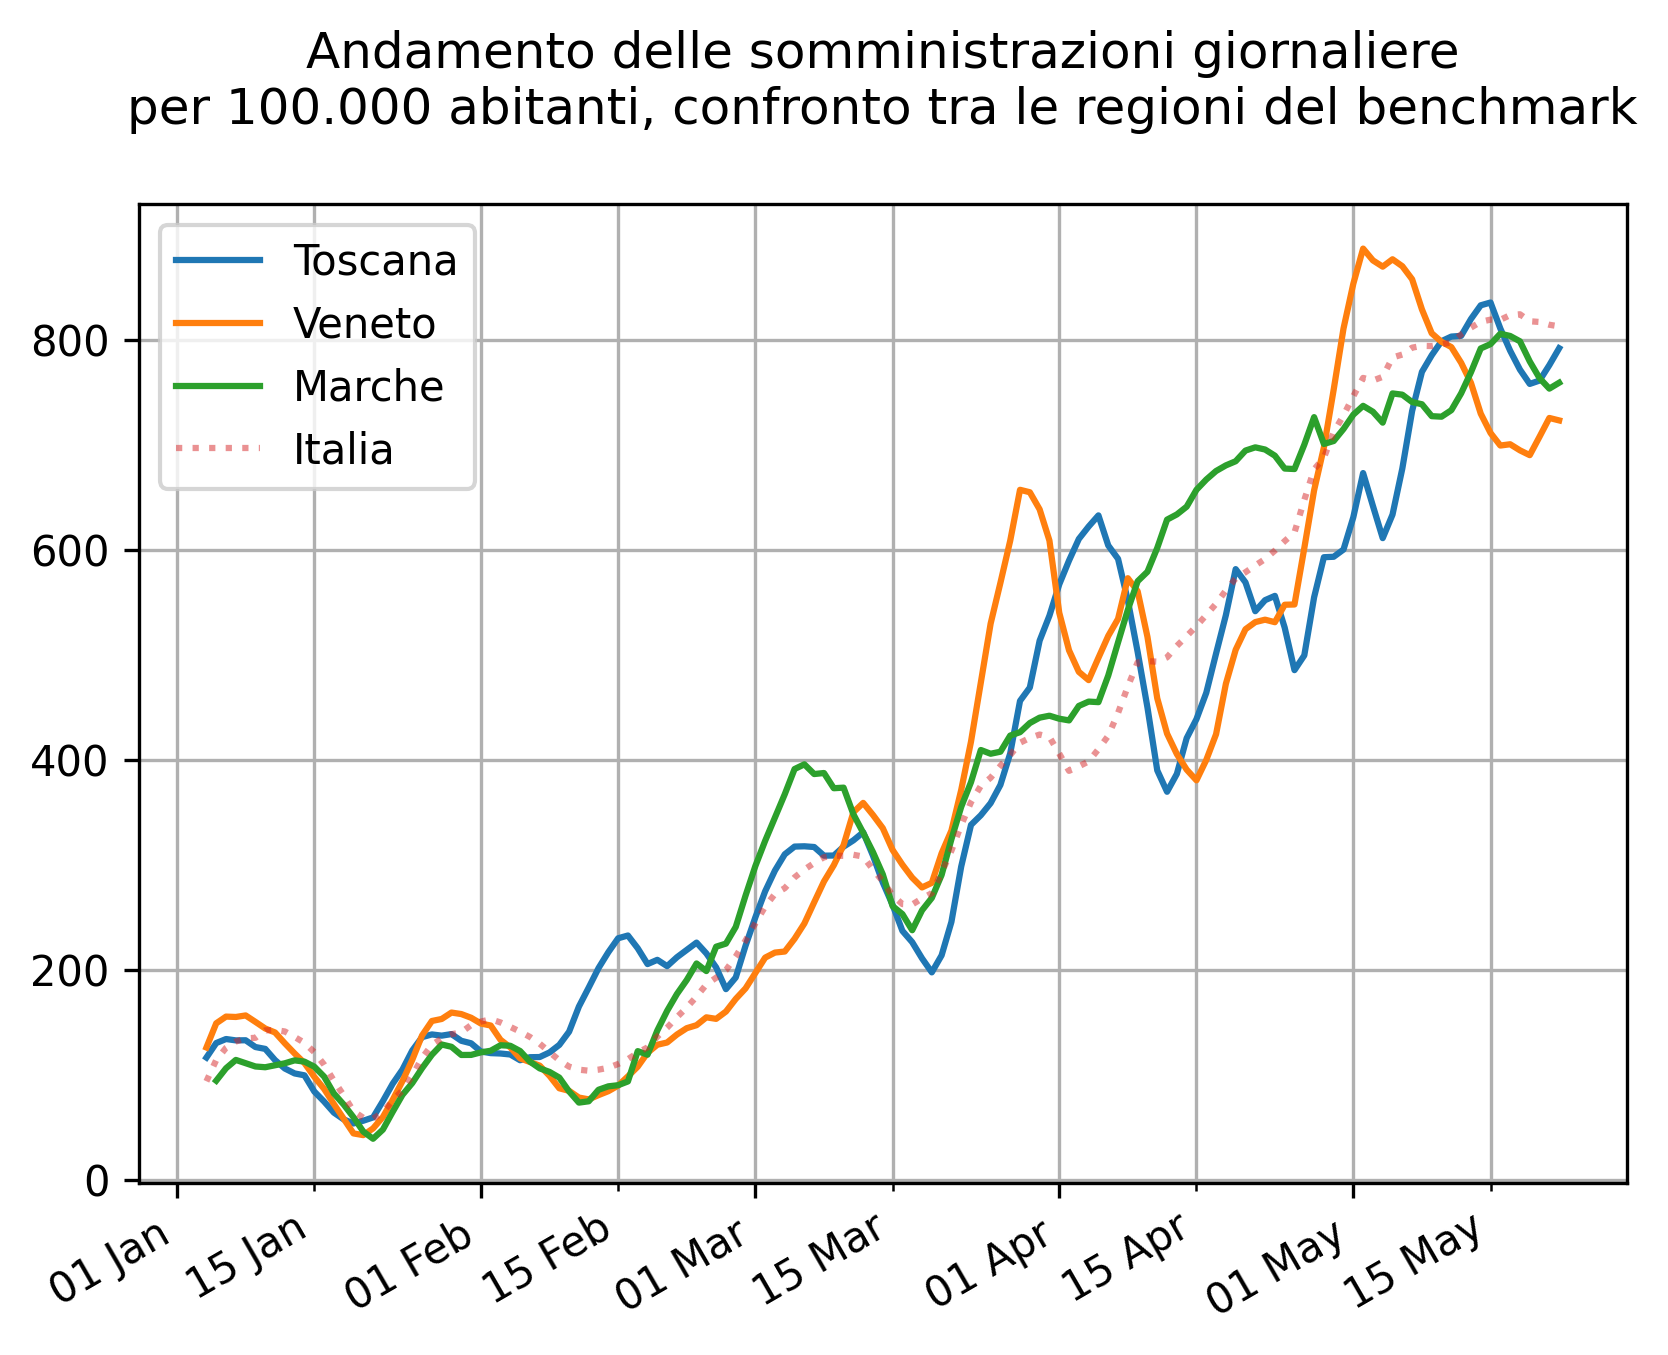 Andamento delle somministrazioni giornaliere
per 100.000 abitanti, confronto tra le regioni del benchmark
Toscana
Veneto
Marche
Italia
800
600
400
200
0
01 Jan
15 Jan
01 Feb
15 Feb
01 Mar
15 Mar
01 Apr
15 Apr
01 May
15 May